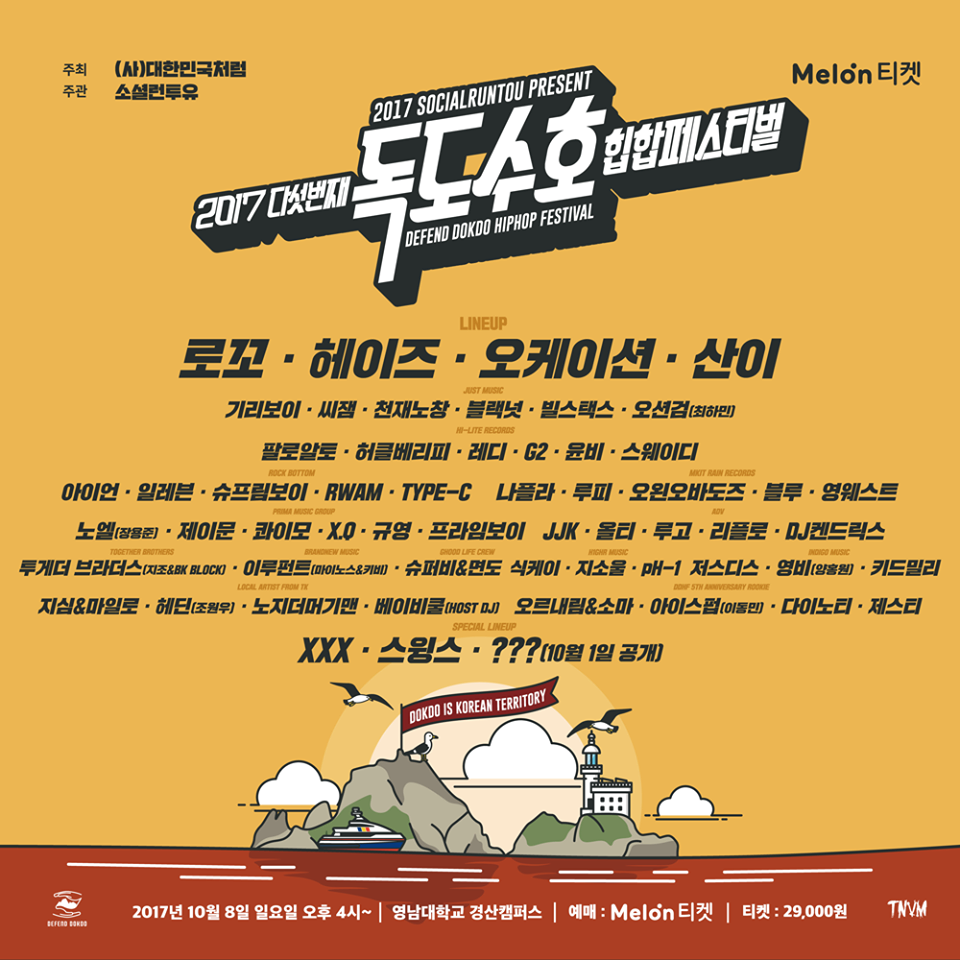 주최 (사)대한민국처럼
주관 소셜런투유
Melon 티켓
2017 SOCIALRUNTOU PRESENT
2017 다섯번째 독도수호 힙합페스티벌
DEFEND DOKDO HIPHOP FESTIVAL
LINEUP
로꼬 · 헤이즈 · 오케이션 · 산이
JUST MUSIC
기리보이 · 씨잼 · 천재노창 · 블랙넛 · 빌스택스 · 오션검(최하민)
HI-LITE RECORDS
팔로알토 · 허클베리피 · 레디 · G2 · 윤비 · 스웨이디
ROCK BOTTOM MKIT RAIN RECORDS
아이언 · 일레븐 · 슈프림보이 · RWAM · TYPE-C 나플라 · 루피 · 오왼오바도즈 · 블루 · 영웨스트
PRIMA MUSIC GROUP ADV
노엘(장용준) · 제이문 · 콰이모 · X.Q · 규영 · 프라임보이 JJK · 올티 · 루고 · 리플로 · DJ켄드릭스
TOGETHER BROTHERS BRANDNEW MUSIC GHOOD LIFE CREW H1GHR MUSIC INDIGO MUSIC
투게더 브라더스(지조&BK BLOCK) · 이루펀트(마이노스&키비) · 슈퍼비&면도 식케이 · 지소울 · pH-1 저스디스 · 영비(양홍원) · 키드밀리
LOCAL ARTIST FROM TK DDHF 5TH ANNIVERSARY ROOKIE
지심&마일로 · 헤딘(조원우) · 노지더머기맨 · 베이비쿨(HOST DJ) 오르내림&소마 · 아이스펍(이동민) · 다이노티 · 제스티
SPECIAL LINEUP
XXX · 스윙스 · ???(10월 1일 공개)
DOKDO IS KOREAN TERRITORY
DEFEND DOKDO
2017년 10월 8일 일요일 오후 4시~ | 영남대학교 경산캠퍼스 | 예매 : Melon 티켓 | 티켓 : 29,000원
TNVM